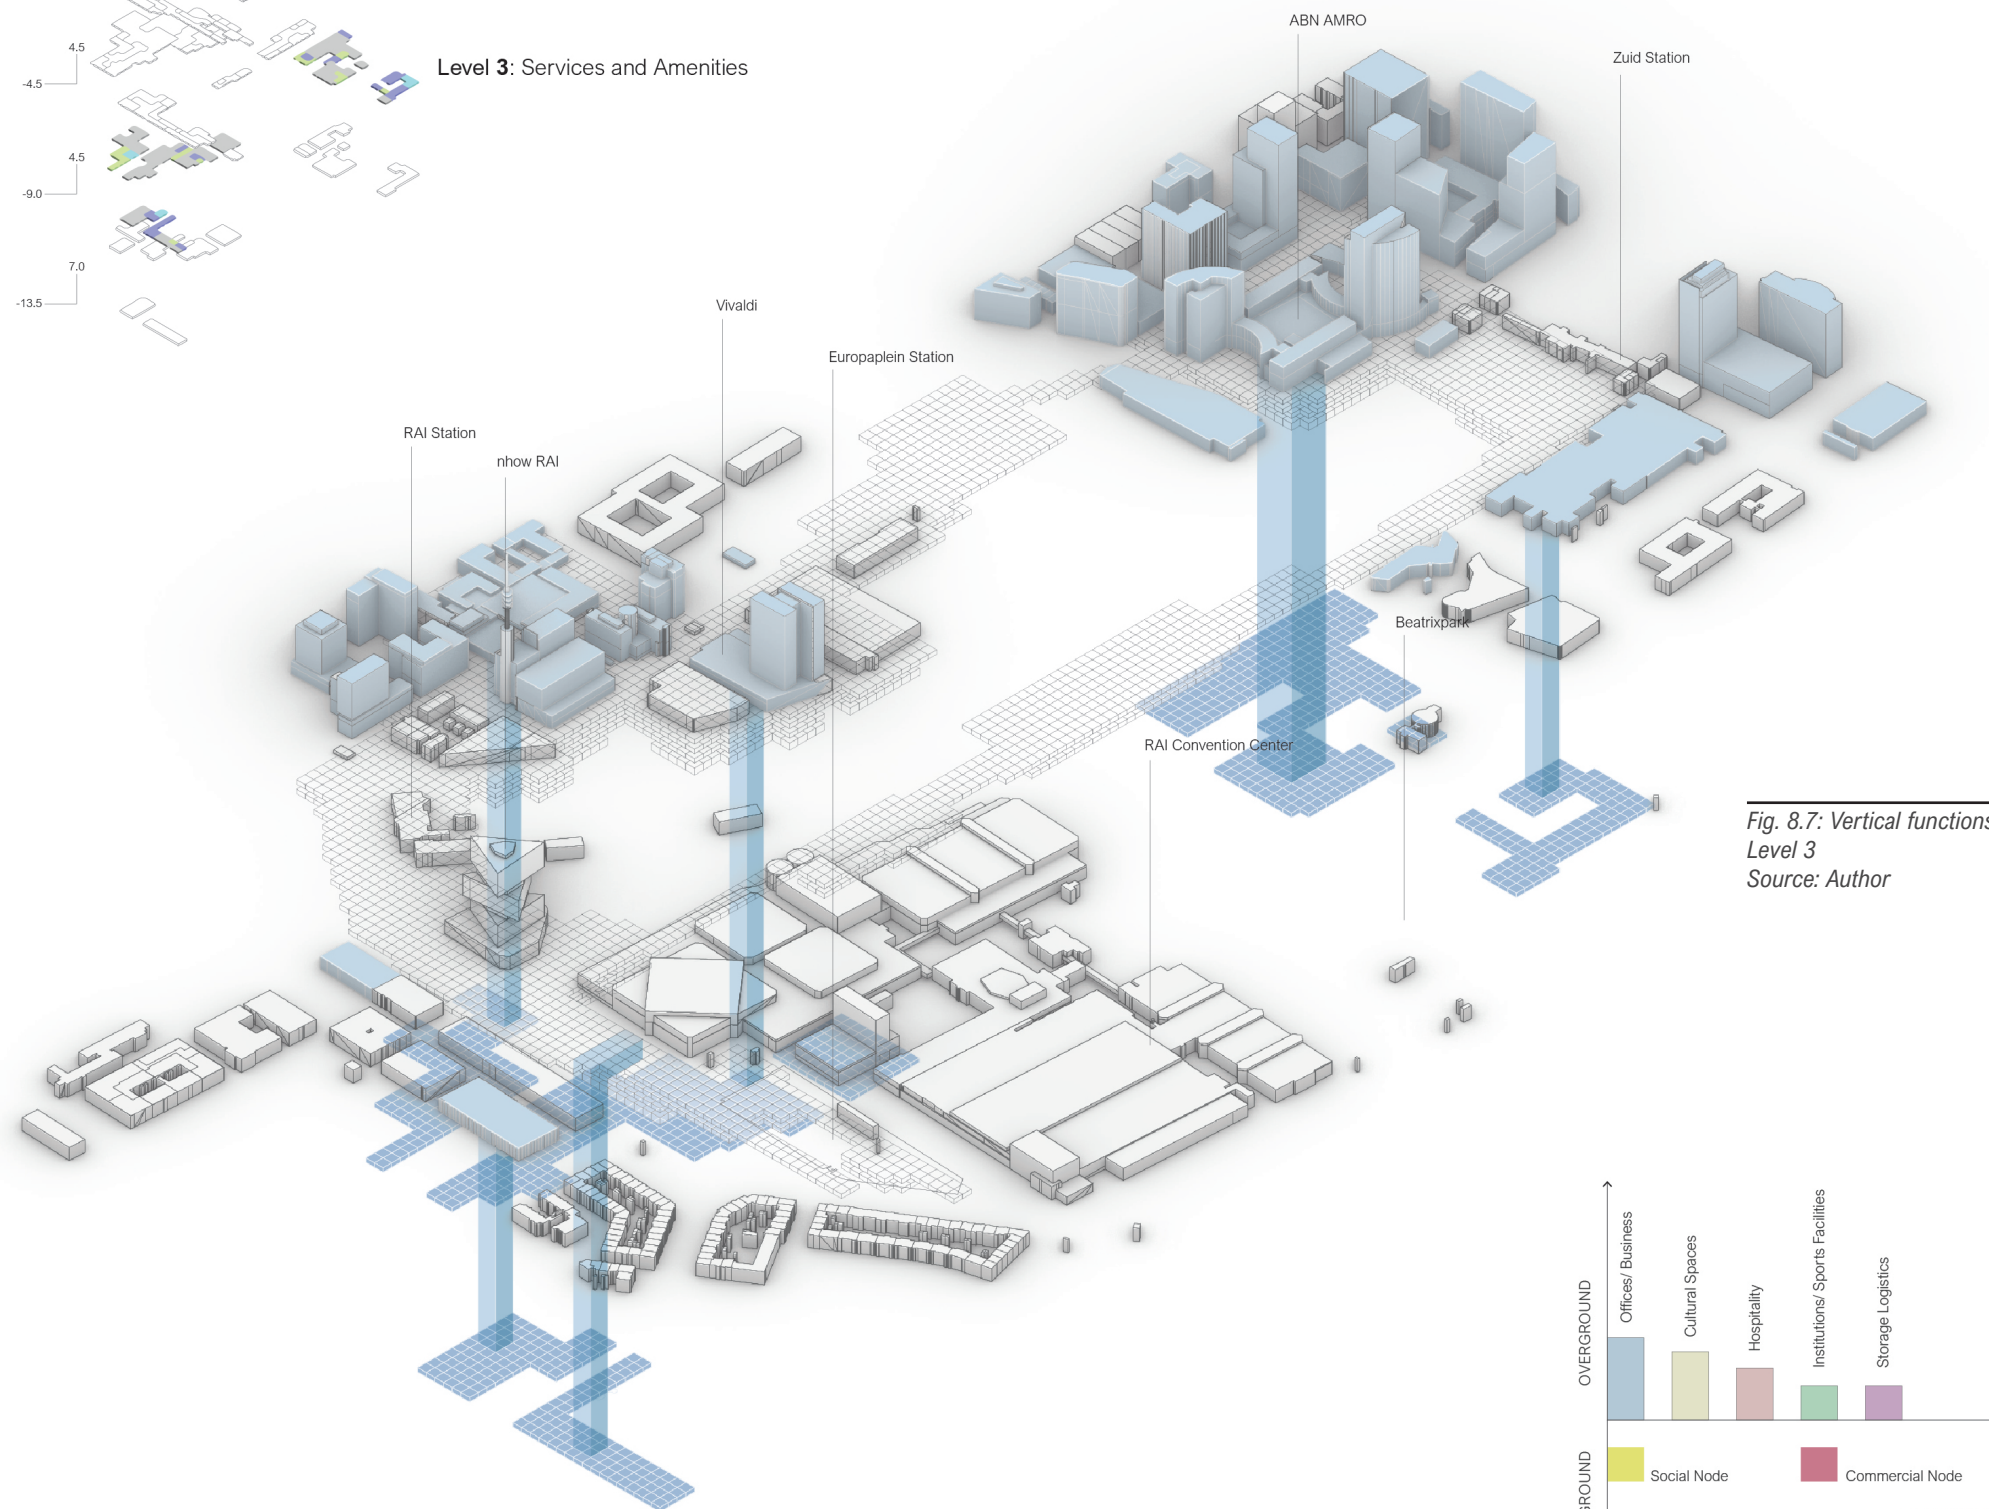 ABN AMRO
Zuid Station
4.5
-4.5
Level 3: Services and Amenities
4.5
-9.0
7.0
-13.5
Vivaldi
Europaplein Station
RAI Station
nhow RAI
Beatrixpark
RAI Convention Center
Fig. 8.7: Vertical functions
Level 3
Source: Author
OVERGROUND
Offices/ Business
Cultural Spaces
Hospitality
Institutions/ Sports Facilities
Storage Logistics
GROUND
Social Node
Commercial Node